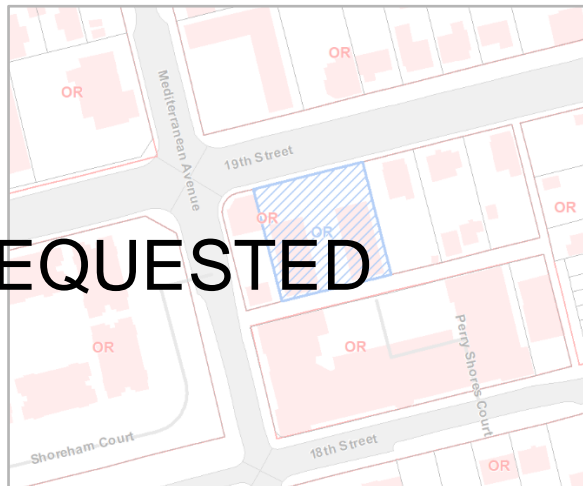 OR
OR
Mediterranean Avenue
19th Street
OR
OR
OR
EQUESTED
OR
OR
Perry Shores Court
Shoreham Court
18th Street
OR